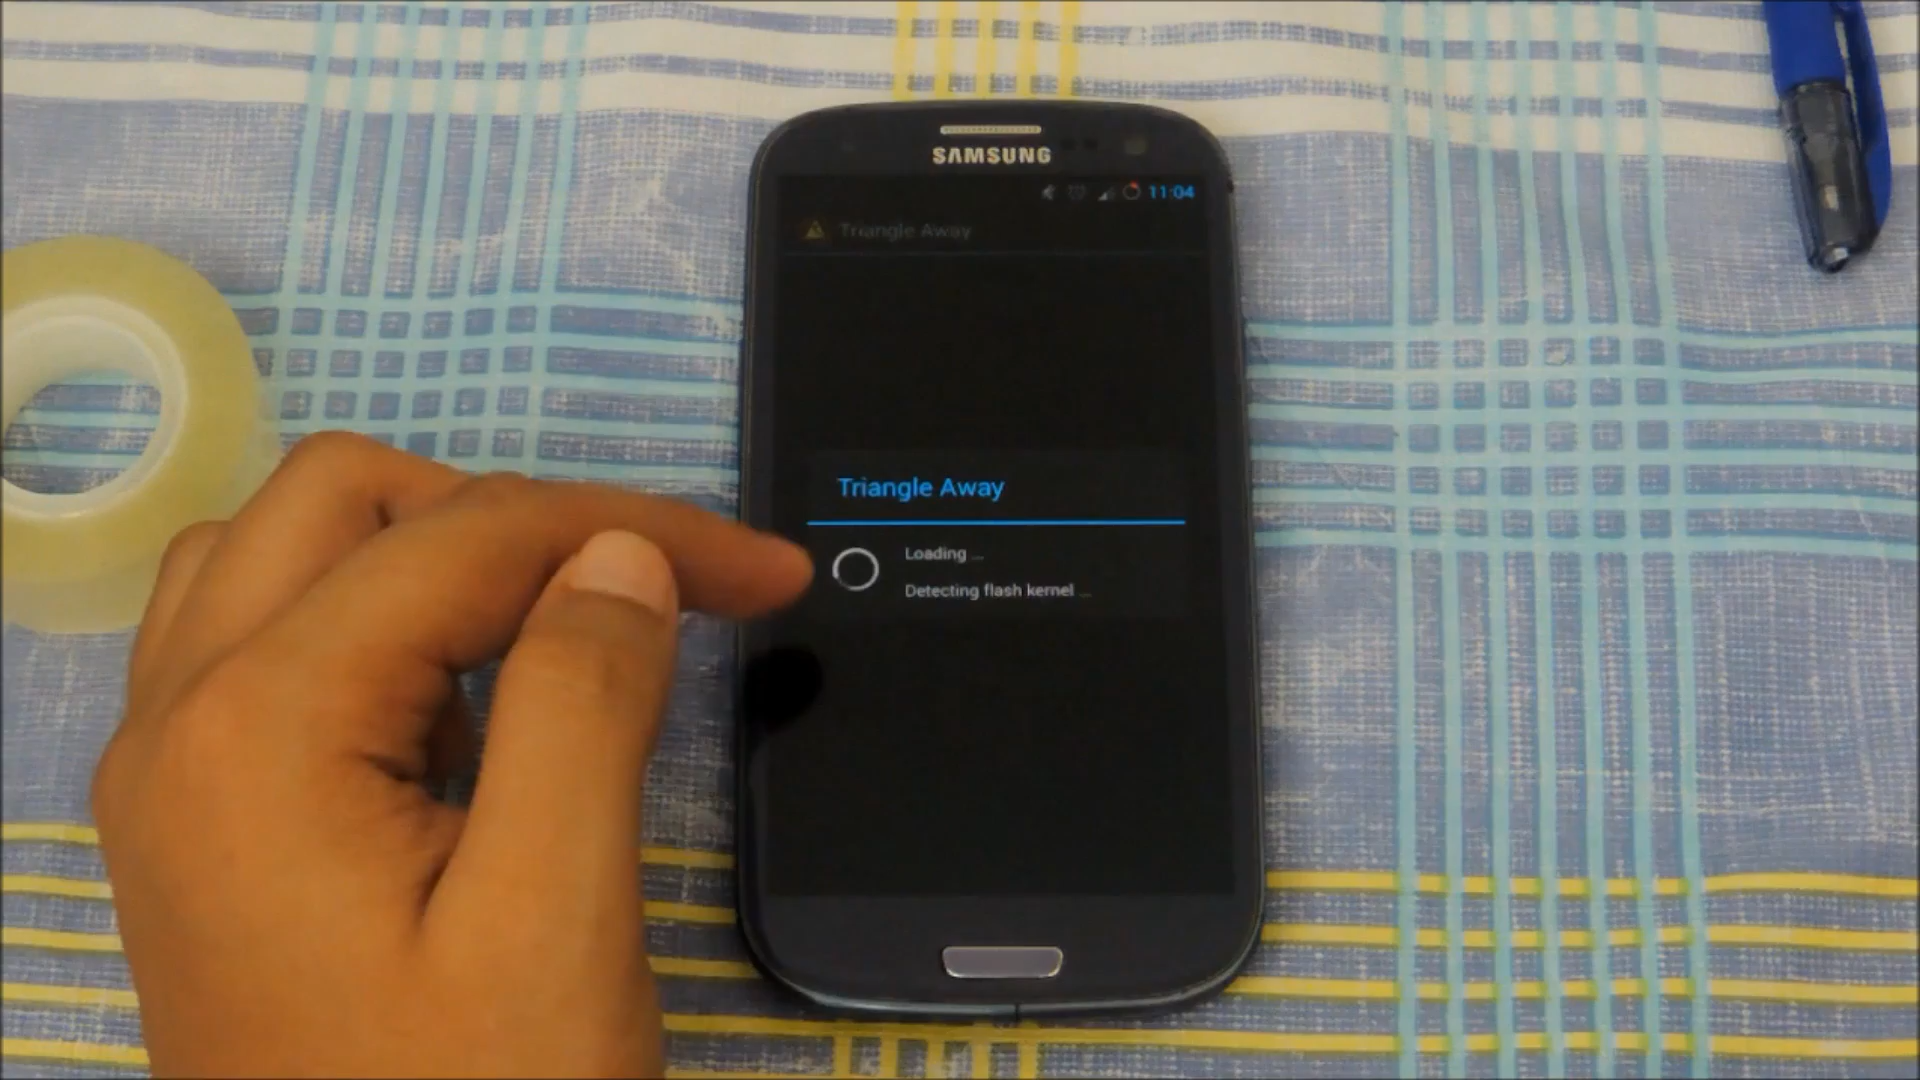 SAMSUNG
11:04
Triangle Away
Triangle Away
Loading ...
Detecting flash kernel ...